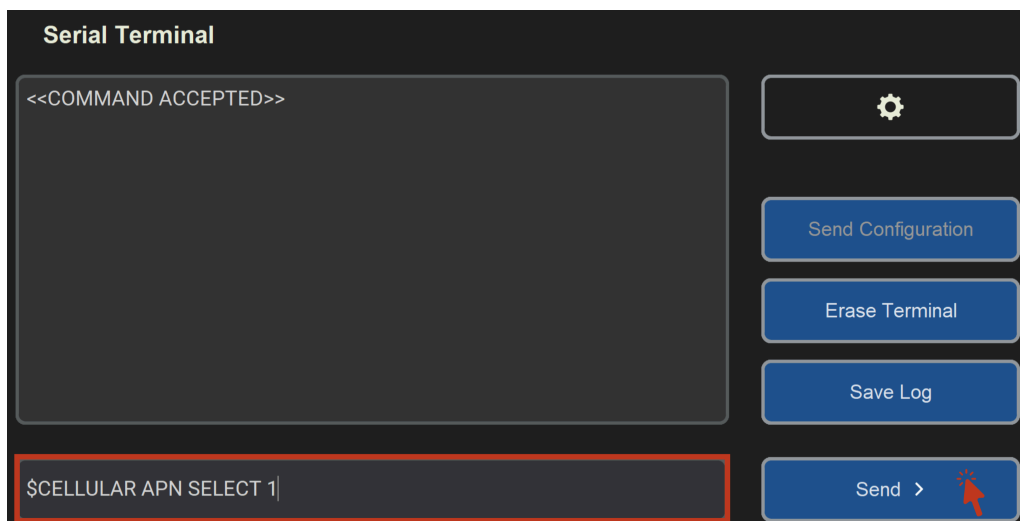 Serial Terminal
<<COMMAND ACCEPTED>>
Send Configuration
Erase Terminal
Save Log
$CELLULAR APN SELECT 1
Send >